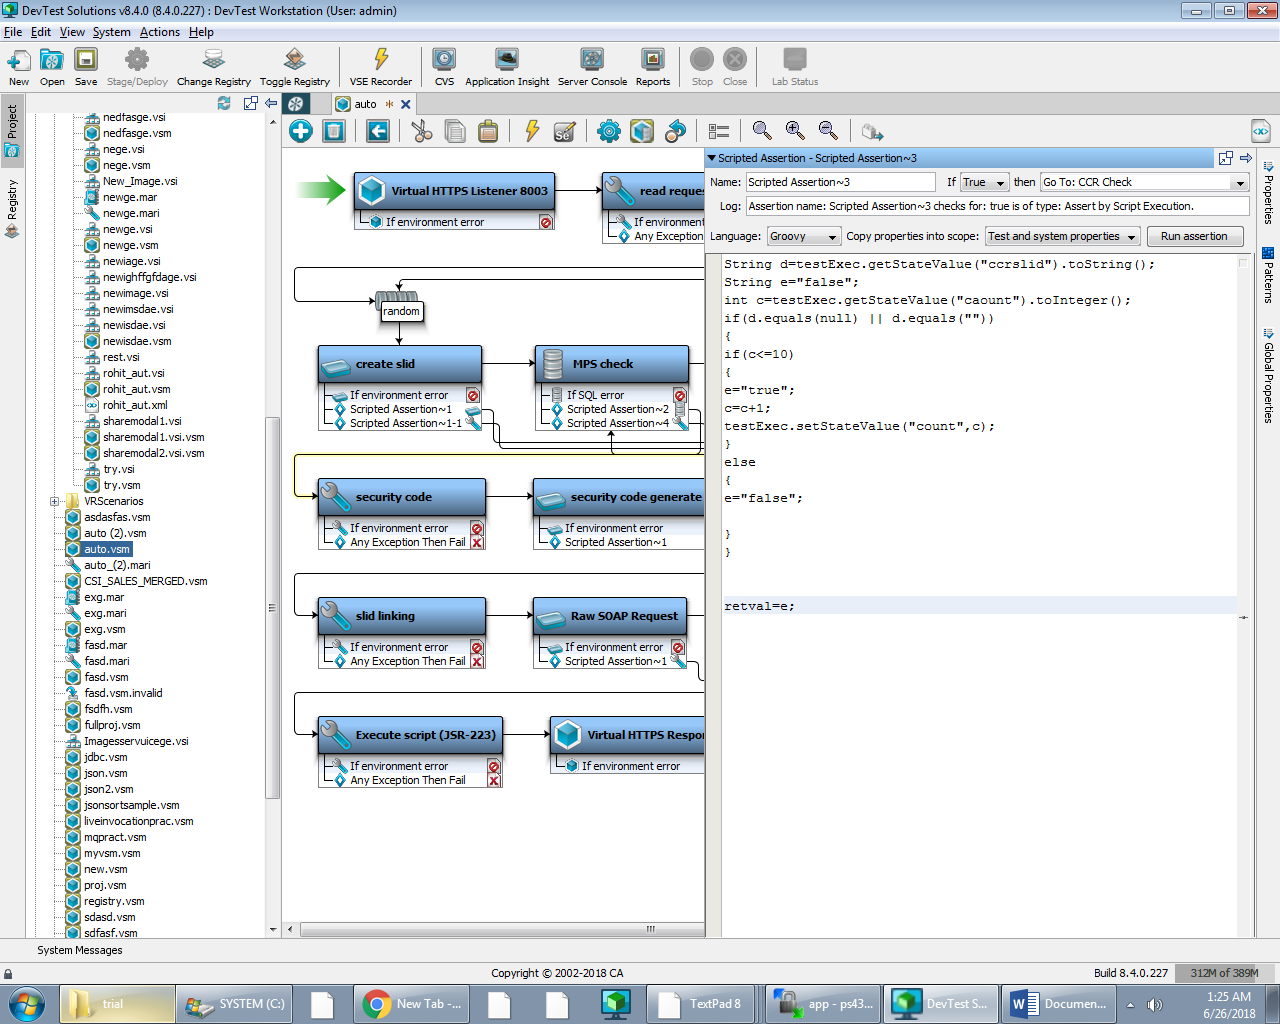 DevTest Solutions v8.4.0 (8.4.0.227) : DevTest Workstation (User: admin)
File Edit View System Actions Help
New Open Save Stage/Deploy Change Registry Toggle Registry VSE Recorder CVS Application Insight Server Console Reports Stop Close Lab Status
Project
Registry
nedfasge.vsi
nedfasge.vsm
nege.vsi
nege.vsm
New_Image.vsi
newge.mar
newge.mari
newge.vsi
newge.vsm
newiage.vsi
newighffgfdage.vsi
newimage.vsi
newimsdae.vsi
newisdae.vsi
newisdae.vsm
rest.vsi
rohit_aut.vsi
rohit_aut.vsm
rohit_aut.xml
sharemodal1.vsi
sharemodal1.vsi.vsm
sharemodal2.vsi.vsm
try.vsi
try.vsm
VRScenarios
asdasfas.vsm
auto (2).vsm
auto.vsm
auto_(2).mari
CSI_SALES_MERGED.vsm
exg.mar
exg.mari
exg.vsm
fasd.mar
fasd.mari
fasd.vsm
fasd.vsm.invalid
fsdfh.vsm
fullproj.vsm
Imagesservuicege.vsi
jdbc.vsm
json.vsm
json2.vsm
jsonsortsample.vsm
liveinvocationprac.vsm
mqpract.vsm
myvsm.vsm
new.vsm
proj.vsm
registry.vsm
sdasd.vsm
sdfasf.vsm
auto
Virtual HTTPS Listener 8003
If environment error
read reque
If environmen
Any Exception
random
create slid
If environment error
Scripted Assertion~1
Scripted Assertion~1-1
MPS check
If SQL error
Scripted Assertion~2
Scripted Assertion~4
security code
If environment error
Any Exception Then Fail
security code generate
If environment error
Scripted Assertion~1
slid linking
If environment error
Any Exception Then Fail
Raw SOAP Request
If environment error
Scripted Assertion~1
Execute script (JSR-223)
If environment error
Any Exception Then Fail
Virtual HTTPS Respo
If environment error
Scripted Assertion - Scripted Assertion~3
Name: Scripted Assertion~3 If True then Go To: CCR Check
Log: Assertion name: Scripted Assertion~3 checks for: true is of type: Assert by Script Execution.
Language: Groovy Copy properties into scope: Test and system properties Run assertion
String d=testExec.getStateValue("ccrslid").toString();
String e="false";
int c=testExec.getStateValue("caount").toInteger();
if(d.equals(null) || d.equals(""))
{
if(c<=10)
{
e="true";
c=c+1;
testExec.setStateValue("count",c);
}
else
{
e="false";
}
}
retval=e;
Properties
Patterns
Global Properties
System Messages
Copyright © 2002-2018 CA
Build 8.4.0.227 312M of 389M
trial SYSTEM (C:) New Tab -... TextPad 8 app - ps43... DevTest S... Documen...
1:25 AM
6/26/2018